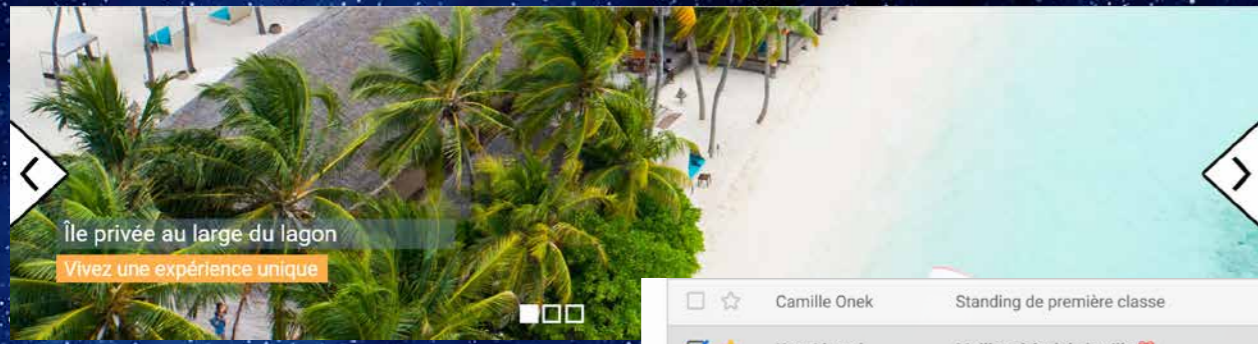 Île privée au large du lagon
Vivez une expérience unique
Camille Onek
Standing de première classe